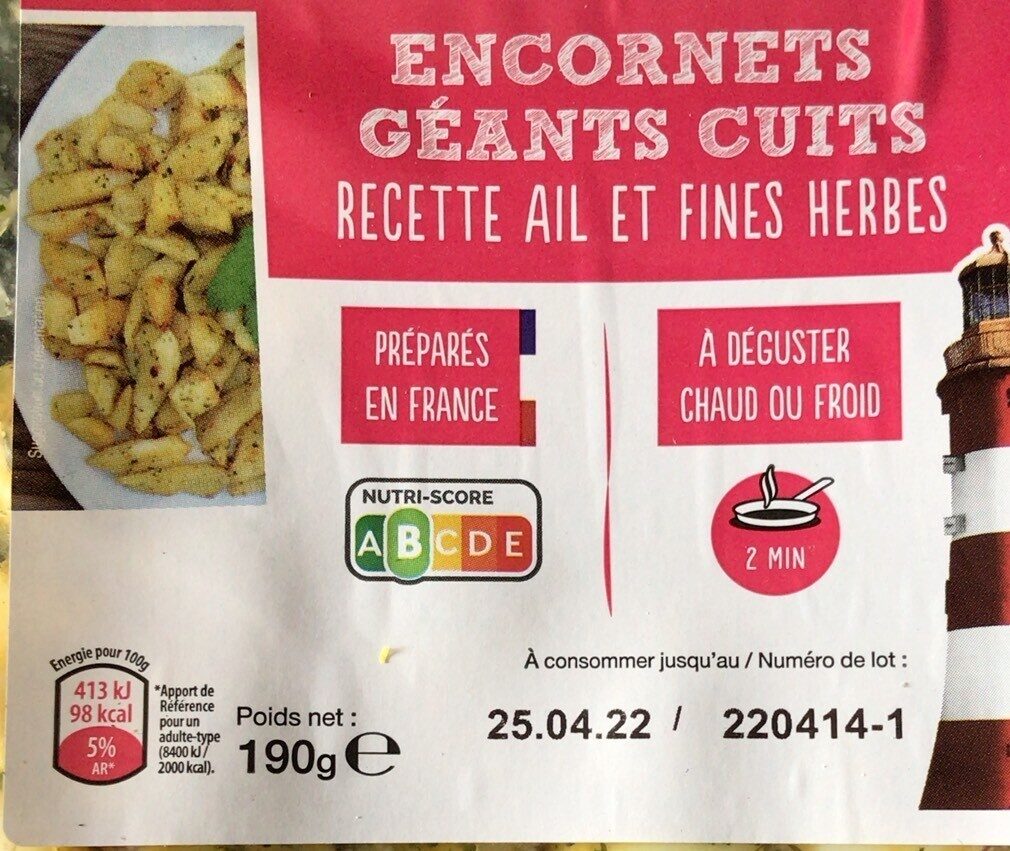 ENCORNETS
GÉANTS CUITS
RECETTE AIL ET FINES HERBES
PRÉPARÉS
EN FRANCE
À DÉGUSTER
CHAUD OU FROID
NUTRI-SCORE
A B C D E
2 MIN
À consommer jusqu'au / Numéro de lot :
25.04.22 / 220414-1
Energie pour 100g
413 kJ
98 kcal
5%
AR*
*Apport de
Référence
pour un
adulte-type
(8400 kJ/
2000 kcal).
Poids net :
190g e